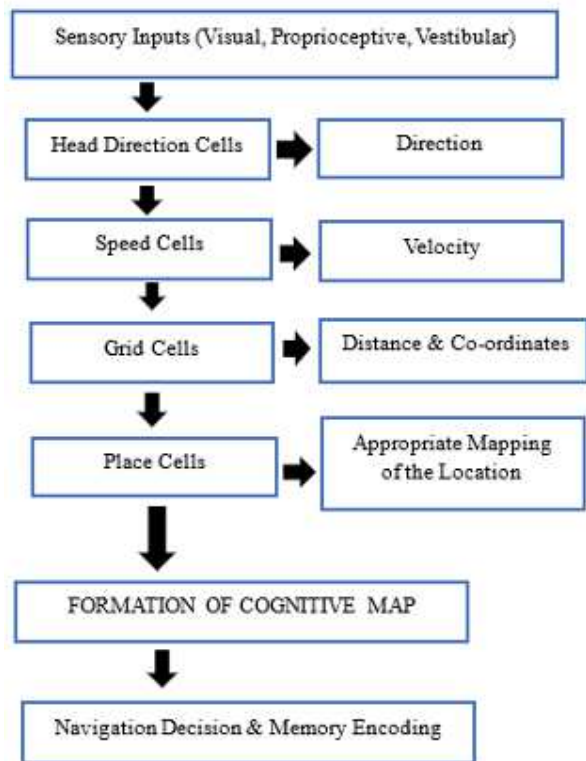 Sensory Inputs (Visual, Proprioceptive, Vestibular)
Head Direction Cells
Direction
Speed Cells
Velocity
Grid Cells
Distance & Co-ordinates
Place Cells
Appropriate Mapping
of the Location
FORMATION OF COGNITIVE MAP
Navigation Decision & Memory Encoding